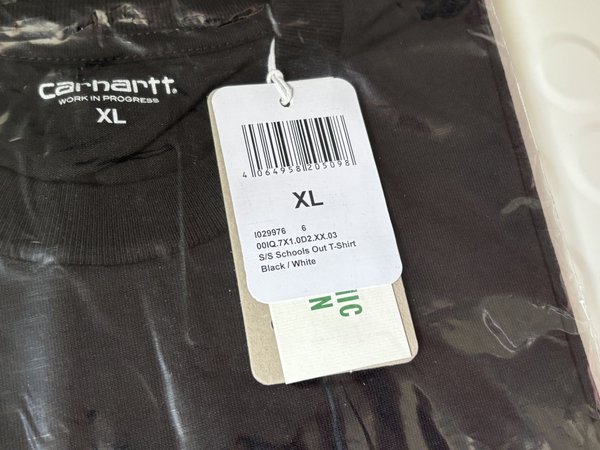 carhartt.
WORK IN PROGRESS
XL
4 064958 205098
XL
I029976 6
00IQ.7X1.0D2.XX.03
S/S Schools Out T-Shirt
Black / White